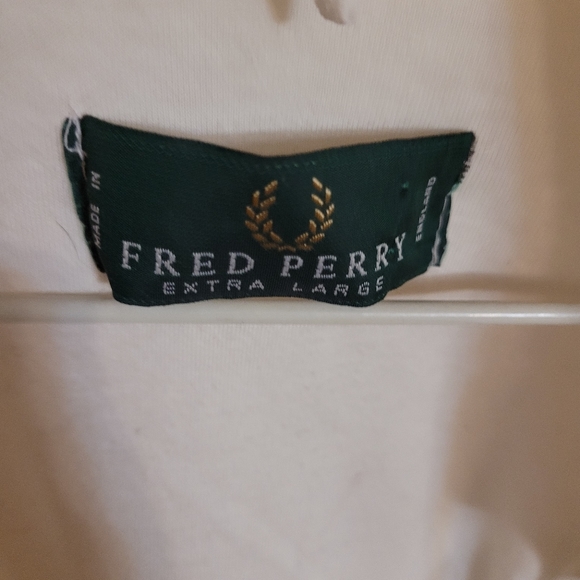 MADE IN
FRED PERRY
EXTRA LARGE
ENGLAND